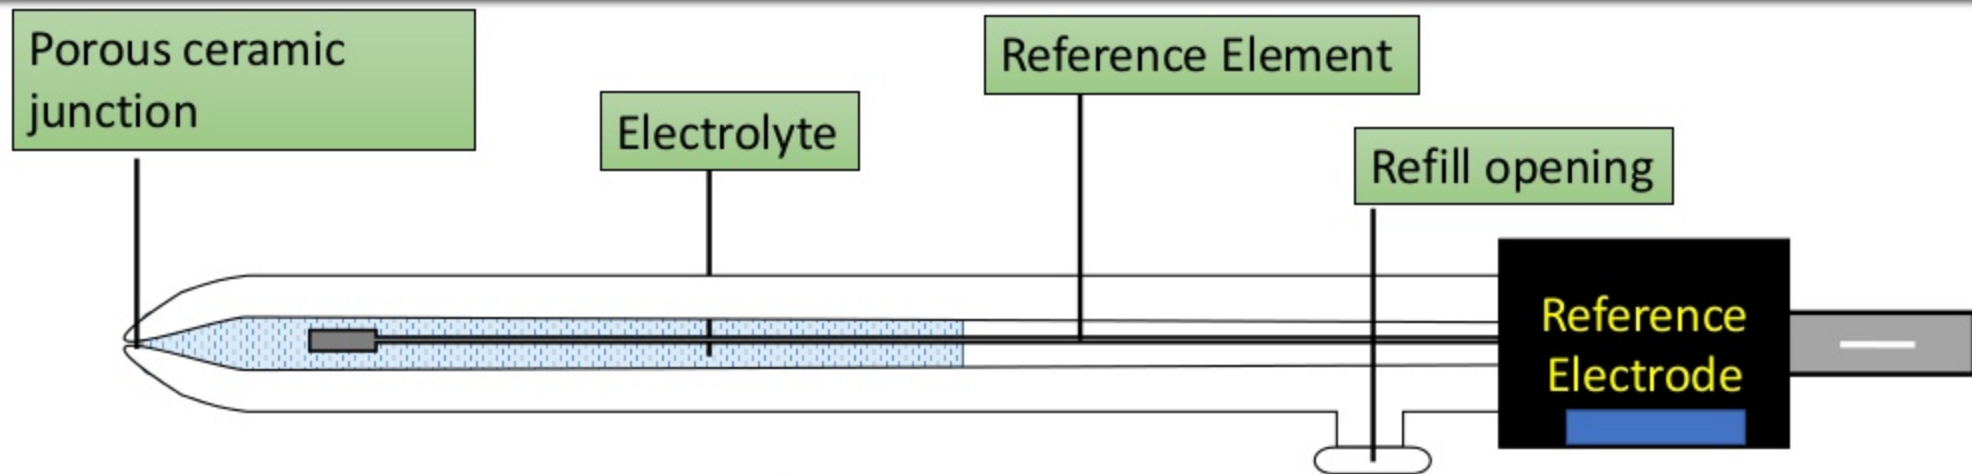 Porous ceramic
junction
Electrolyte
Reference Element
Refill opening
Reference
Electrode